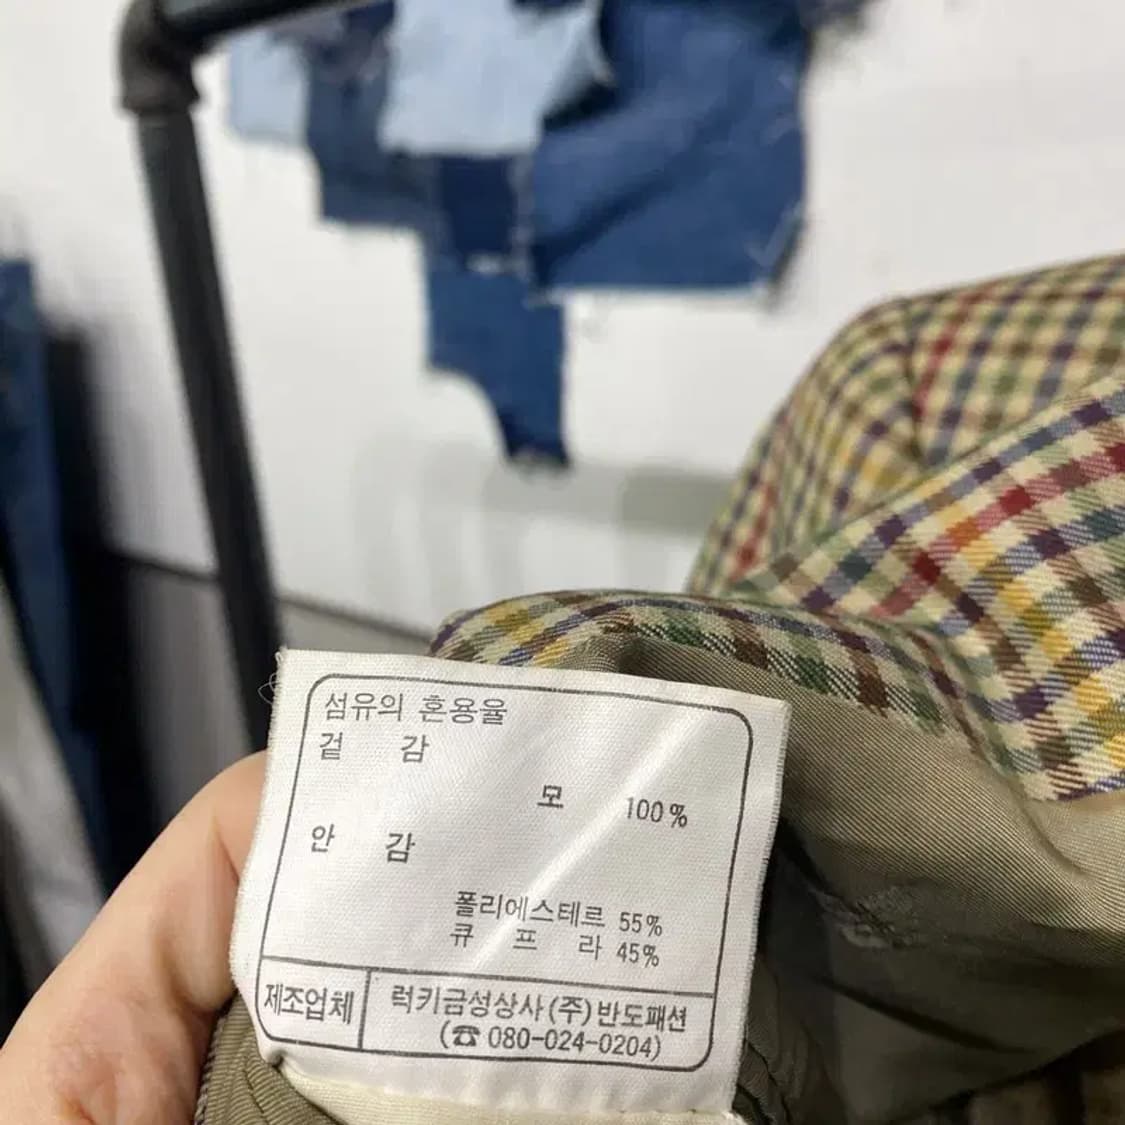 섬유의 혼용율
겉 감
모 100%
안 감
폴리에스테르 55%
큐 프 라 45%
제조업체
럭키금성상사(주)반도패션
(☎ 080-024-0204)